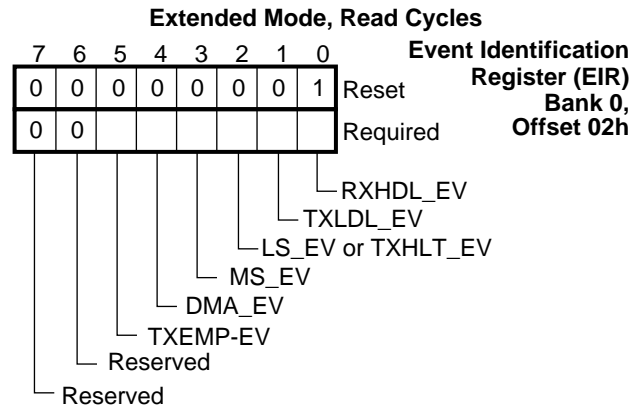 Extended Mode, Read Cycles
7 6 5 4 3 2 1 0
Event Identification
Register (EIR)
Bank 0,
Offset 02h
0 0 0 0 0 0 0 1 Reset
0 0 Required
RXHDL_EV
TXLDL_EV
LS_EV or TXHLT_EV
MS_EV
DMA_EV
TXEMP-EV
Reserved
Reserved